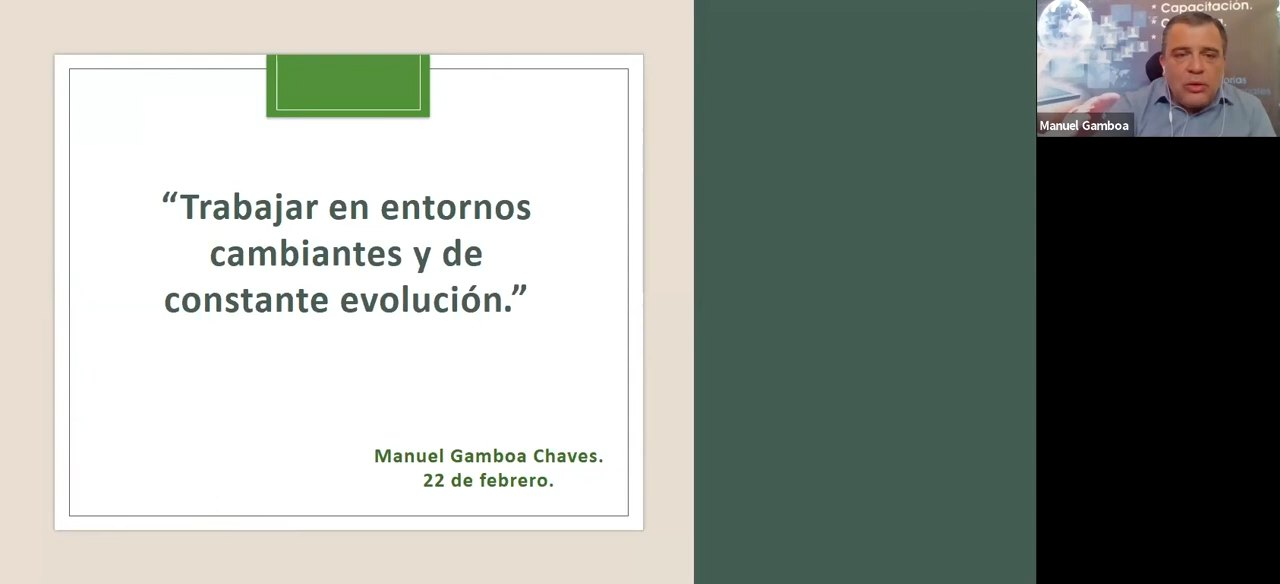 “Trabajar en entornos
cambiantes y de
constante evolución.”
Manuel Gamboa Chaves.
22 de febrero.
* Capacitación.
Manuel Gamboa